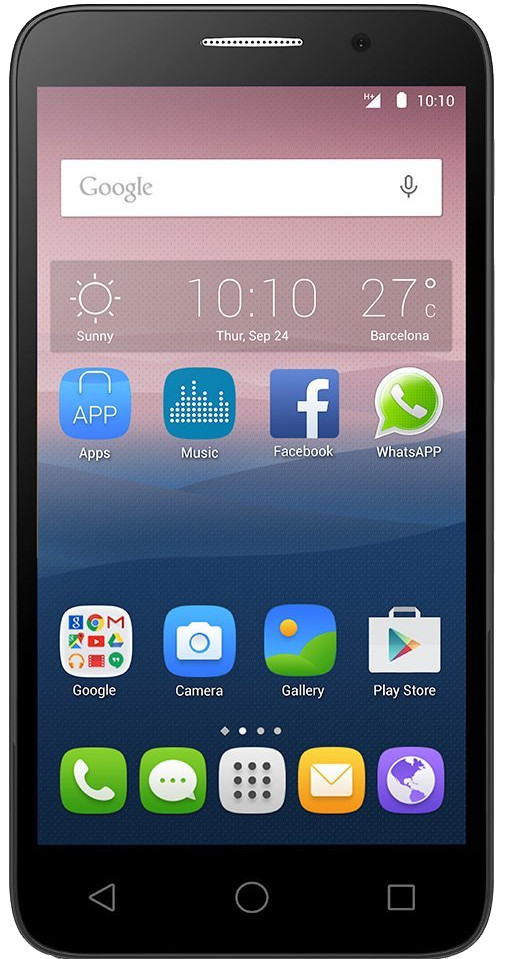 H+ 10:10
Google
10:10 27°C
Sunny Thur, Sep 24 Barcelona
APP
Apps Music Facebook WhatsAPP
Google Camera Gallery Play Store